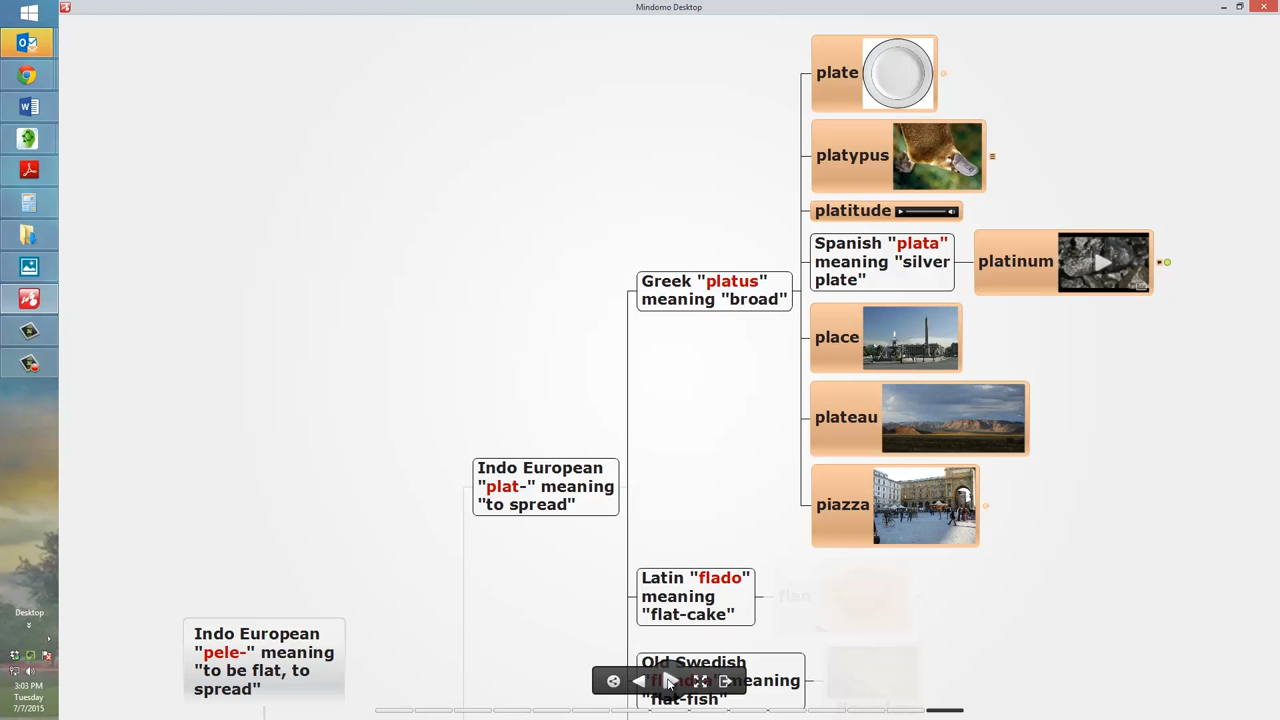 Mindomo Desktop
plate
platypus
platitude
Spanish "plata"
meaning "silver
plate"
platinum
Greek "platus"
meaning "broad"
place
plateau
Indo European
"plat-" meaning
"to spread"
piazza
Latin "flado"
meaning
"flat-cake"
flan
Indo European
"pele-" meaning
"to be flat, to
spread"
Old Swedish
meaning
"flat-fish"
Desktop
3:03 PM
Tuesday
7/7/2015